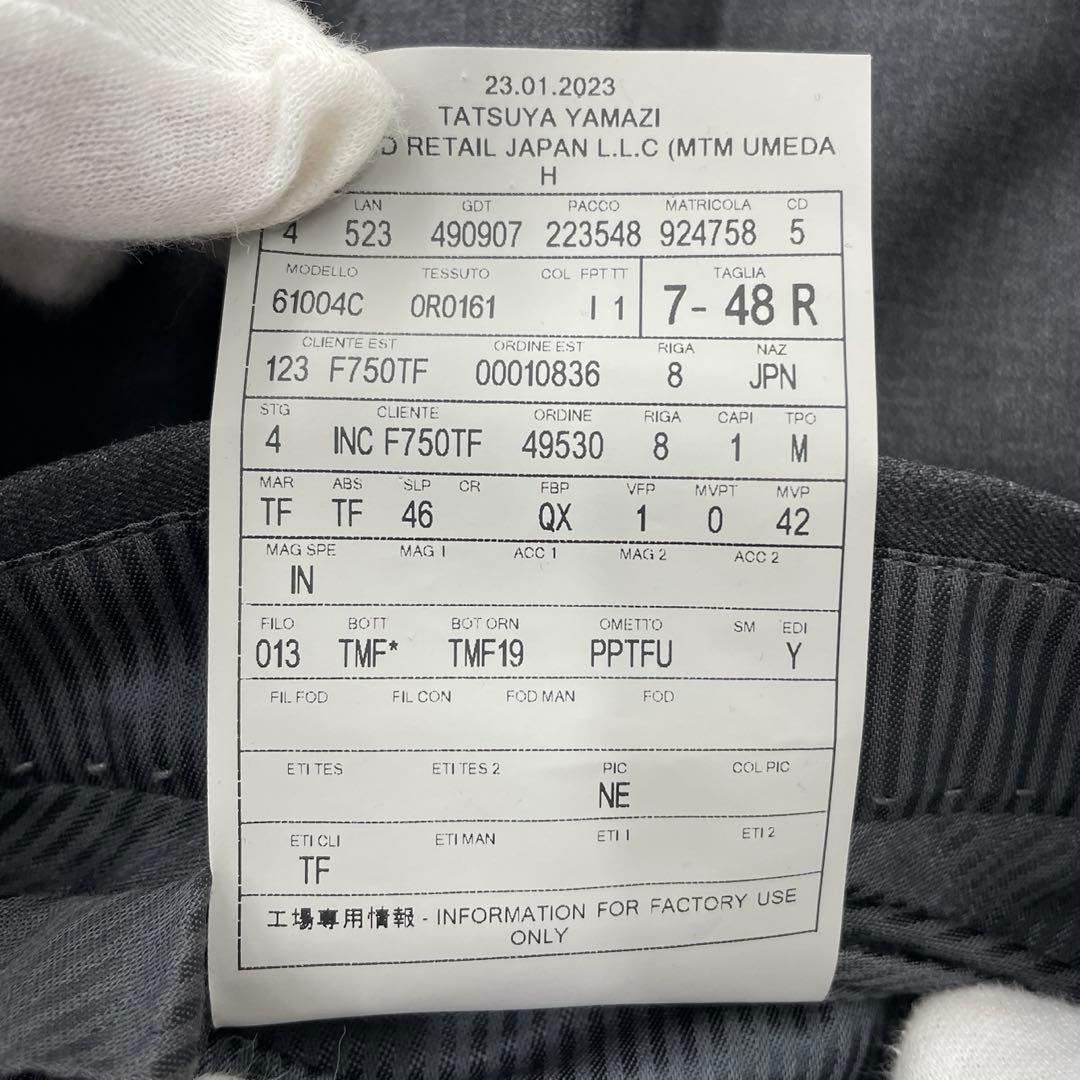 23.01.2023
TATSUYA YAMAZI
RETAIL JAPAN L.L.C (MTM UMEDA
H
LAN GDT PACCO MATRICOLA CD
4 523 490907 223548 924758 5
MODELLO TESSUTO COL FPT TT TAGLIA
61004C 0R0161 I 1 7- 48 R
CLIENTE EST ORDINE EST RIGA NAZ
123 F750TF 00010836 8 JPN
STG CLIENTE ORDINE RIGA CAPI TPO
4 INC F750TF 49530 8 1 M
MAR ABS SLP CR FBP VFP MVPT MVP
TF TF 46 QX 1 0 42
MAG SPE MAG 1 ACC 1 MAG 2 ACC 2
IN
FILO BOTT BOT ORN OMETTO SM EDI
013 TMF* TMF19 PPTFU Y
FIL FOD FIL CON FOD MAN FOD
ETI TES ETI TES 2 PIC COL PIC
NE
ETI CLI ETI MAN ETI 1 ETI 2
TF
工場專用情報 - INFORMATION FOR FACTORY USE
ONLY